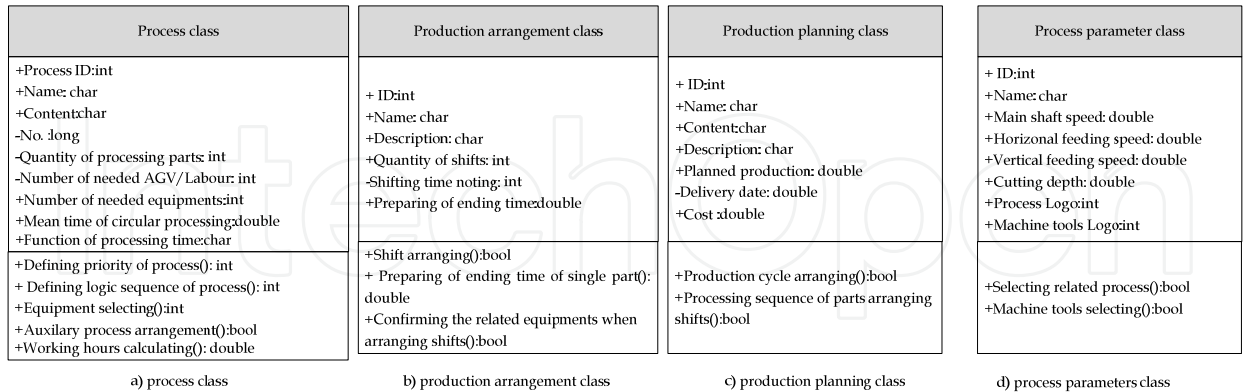 Process class
+Process ID:int
+Name: char
+Content:char
-No. :long
-Quantity of processing parts: int
-Number of needed AGV/Labour: int
+Number of needed equipments:int
+Mean time of circular processing:double
+Function of processing time:char
+Defining priority of process(): int
+ Defining logic sequence of process(): int
+Equipment selecting():int
+Auxilary process arrangement():bool
+Working hours calculating(): double
a) process class
Production arrangement class
+ ID:int
+Name: char
+Description: char
+Quantity of shifts: int
-Shifting time noting: int
+Preparing of ending time:double
+Shift arranging():bool
+ Preparing of ending time of single part():
double
+Confirming the related equipments when
arranging shifts():bool
b) production arrangement class
Production planning class
+ ID:int
+Name: char
+Content:char
+Description: char
+Planned production: double
-Delivery date: double
+Cost :double
+Production cycle arranging():bool
+Processing sequence of parts arranging
shifts():bool
c) production planning class
Process parameter class
+ ID:int
+Name: char
+Main shaft speed: double
+Horizonal feeding speed: double
+Vertical feeding speed: double
+Cutting depth: double
+Process Logo:int
+Machine tools Logo:int
+Selecting related process():bool
+Machine tools selecting():bool
d) process parameters class
IntechOpen